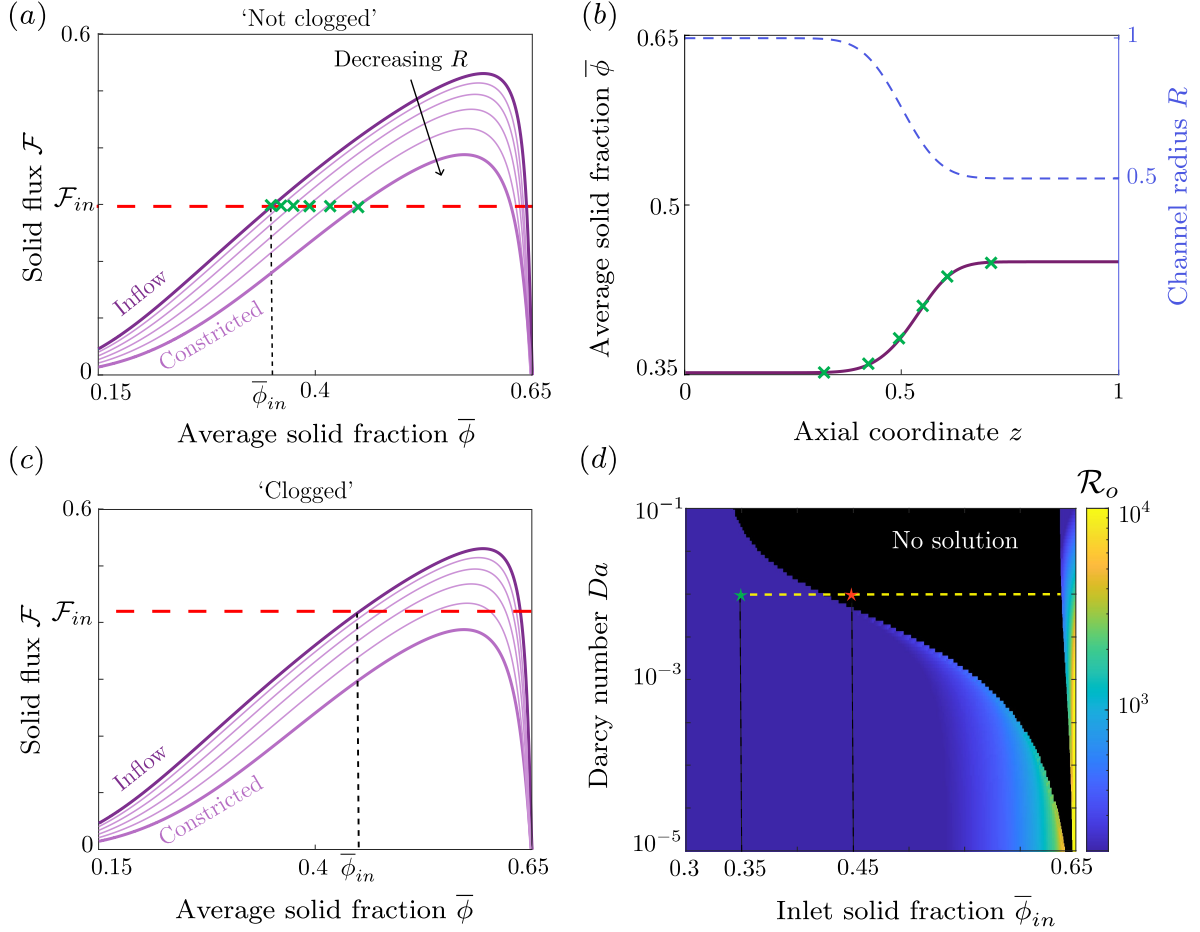 (a)
‘Not clogged’
0.6
Decreasing R
Solid flux ℱ
ℱ_in
Inflow
Constricted
0
0.15
ϕ̅_in
0.4
0.65
Average solid fraction ϕ̅
(b)
0.65
0.5
0.35
Average solid fraction ϕ̅
1
0.5
Channel radius R
0
0.5
1
Axial coordinate z
(c)
‘Clogged’
0.6
Solid flux ℱ
ℱ_in
Inflow
Constricted
0
0.15
0.4
ϕ̅_in
0.65
Average solid fraction ϕ̅
(d)
ℛ_o
10⁻¹
No solution
10⁴
Darcy number Da
10⁻³
10³
10⁻⁵
0.3
0.35
0.45
0.65
Inlet solid fraction ϕ̅_in